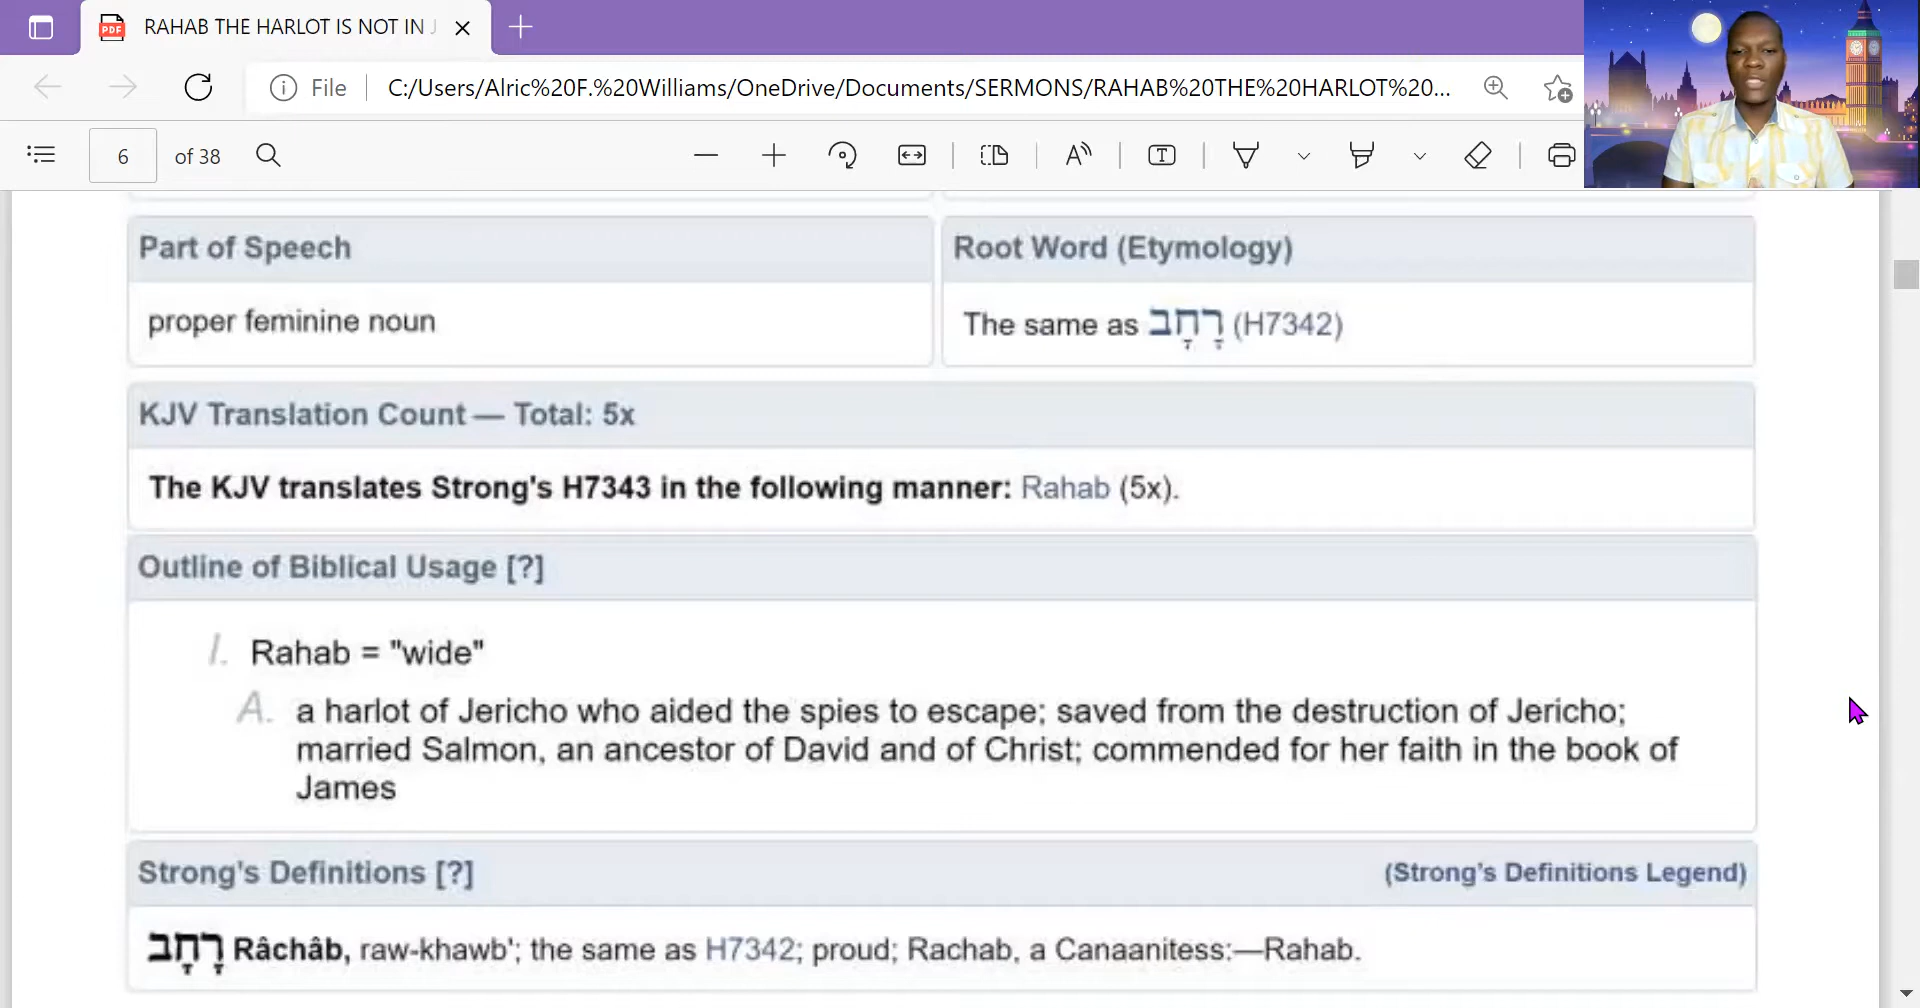 RAHAB THE HARLOT IS NOT IN J
File
C:/Users/Alric%20F.%20Williams/OneDrive/Documents/SERMONS/RAHAB%20THE%20HARLOT%20...
6 of 38
Part of Speech
Root Word (Etymology)
proper feminine noun
The same as רָחָב (H7342)
KJV Translation Count — Total: 5x
The KJV translates Strong's H7343 in the following manner: Rahab (5x).
Outline of Biblical Usage [?]
I. Rahab = "wide"
A. a harlot of Jericho who aided the spies to escape; saved from the destruction of Jericho;
married Salmon, an ancestor of David and of Christ; commended for her faith in the book of
James
Strong's Definitions [?]
(Strong's Definitions Legend)
רָחָב Râchâb, raw-khawb'; the same as H7342; proud; Rachab, a Canaanitess:—Rahab.